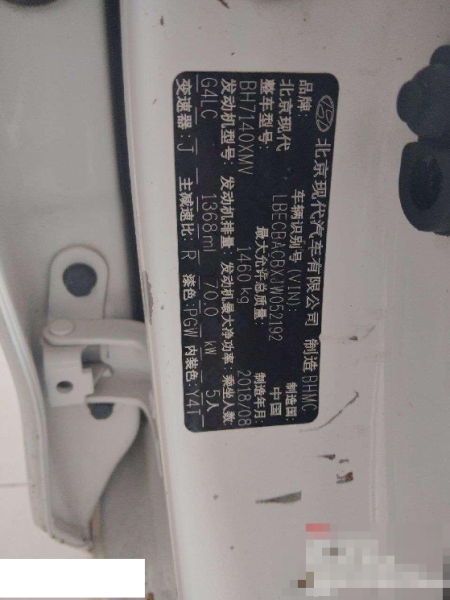 北京现代汽车有限公司 制造 BHMC
品牌: 北京现代 车辆识别号(VIN): LBECBACBXJW052192 制造国: 中国
整车型号: BH7140XMV 最大允许总质量: 1460 kg 制造年月: 2018/08
发动机型号: G4LC 发动机排量: 1368ml 发动机最大净功率: 70.0 kW 乘坐人数: 5人
变速器: J 主减速比: R 漆色: PGW 内装色: Y4T